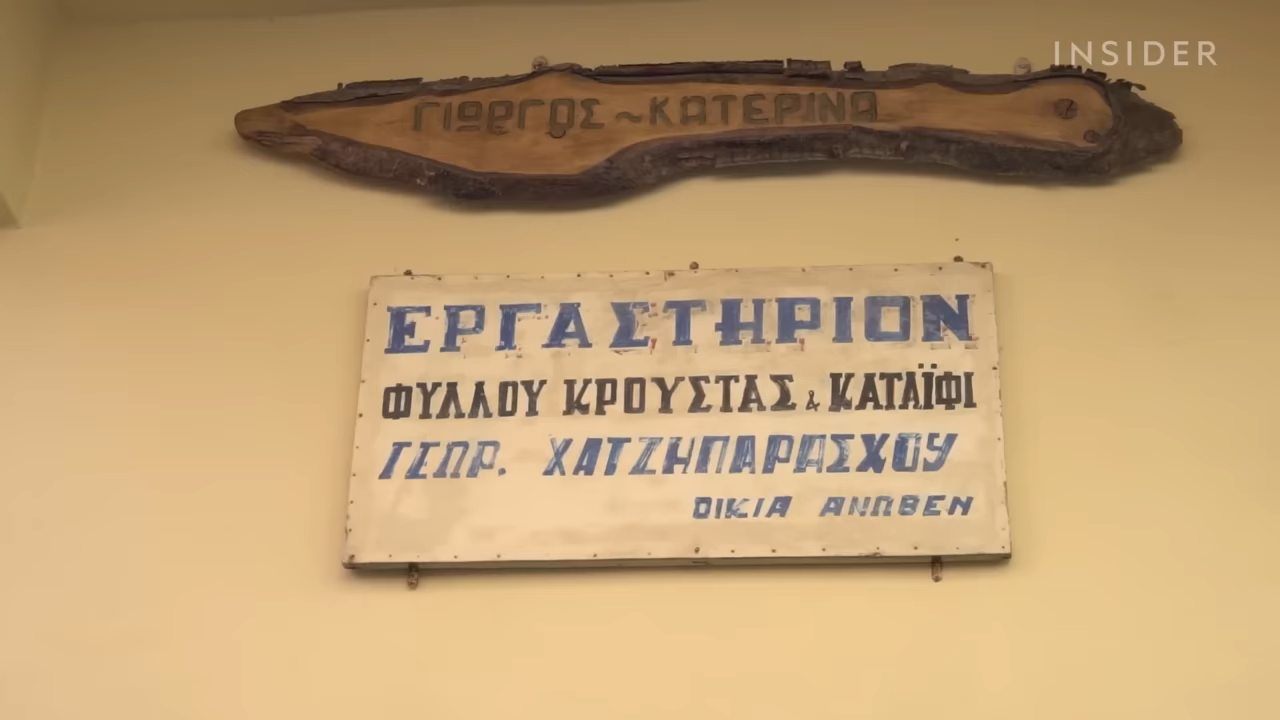 INSIDER
ΓΙΩΡΓΟΣ ~ ΚΑΤΕΡΙΝΑ
ΕΡΓΑΣΤΗΡΙΟΝ
ΦΥΛΛΟΥ ΚΡΟΥΣΤΑΣ & ΚΑΤΑΪΦΙ
ΓΕΩΡ. ΧΑΤΖΗΠΑΡΑΣΧΟΥ
ΟΙΚΙΑ ΑΝΩΘΕΝ